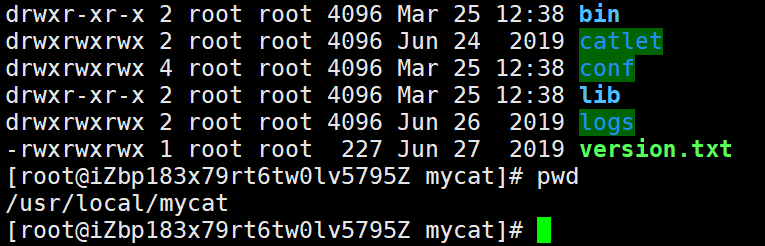 drwxr-xr-x 2 root root 4096 Mar 25 12:38 bin
drwxrwxrwx 2 root root 4096 Jun 24  2019 catlet
drwxrwxrwx 4 root root 4096 Mar 25 12:38 conf
drwxr-xr-x 2 root root 4096 Mar 25 12:38 lib
drwxrwxrwx 2 root root 4096 Jun 26  2019 logs
-rwxrwxrwx 1 root root  227 Jun 27  2019 version.txt
[root@iZbp183x79rt6tw0lv5795Z mycat]# pwd
/usr/local/mycat
[root@iZbp183x79rt6tw0lv5795Z mycat]#